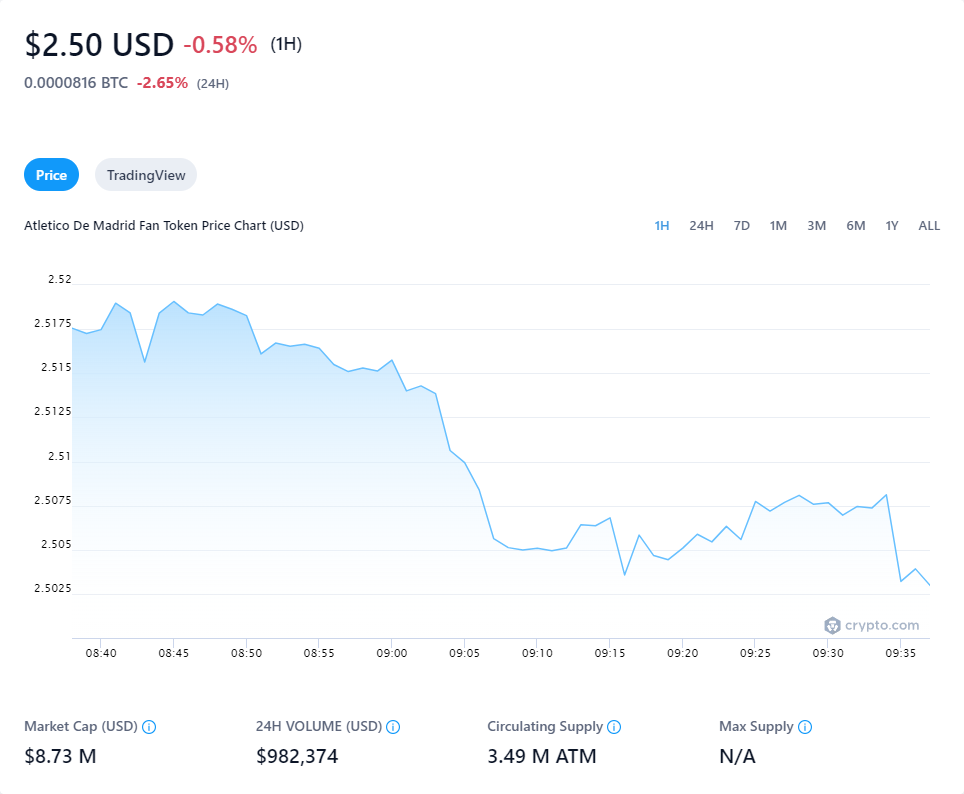 $2.50 USD -0.58% (1H)
0.0000816 BTC -2.65% (24H)
Price TradingView
Atletico De Madrid Fan Token Price Chart (USD) 1H 24H 7D 1M 3M 6M 1Y ALL
2.52
2.5175
2.515
2.5125
2.51
2.5075
2.505
2.5025
crypto.com
08:40 08:45 08:50 08:55 09:00 09:05 09:10 09:15 09:20 09:25 09:30 09:35
Market Cap (USD) 24H VOLUME (USD) Circulating Supply Max Supply
$8.73 M $982,374 3.49 M ATM N/A